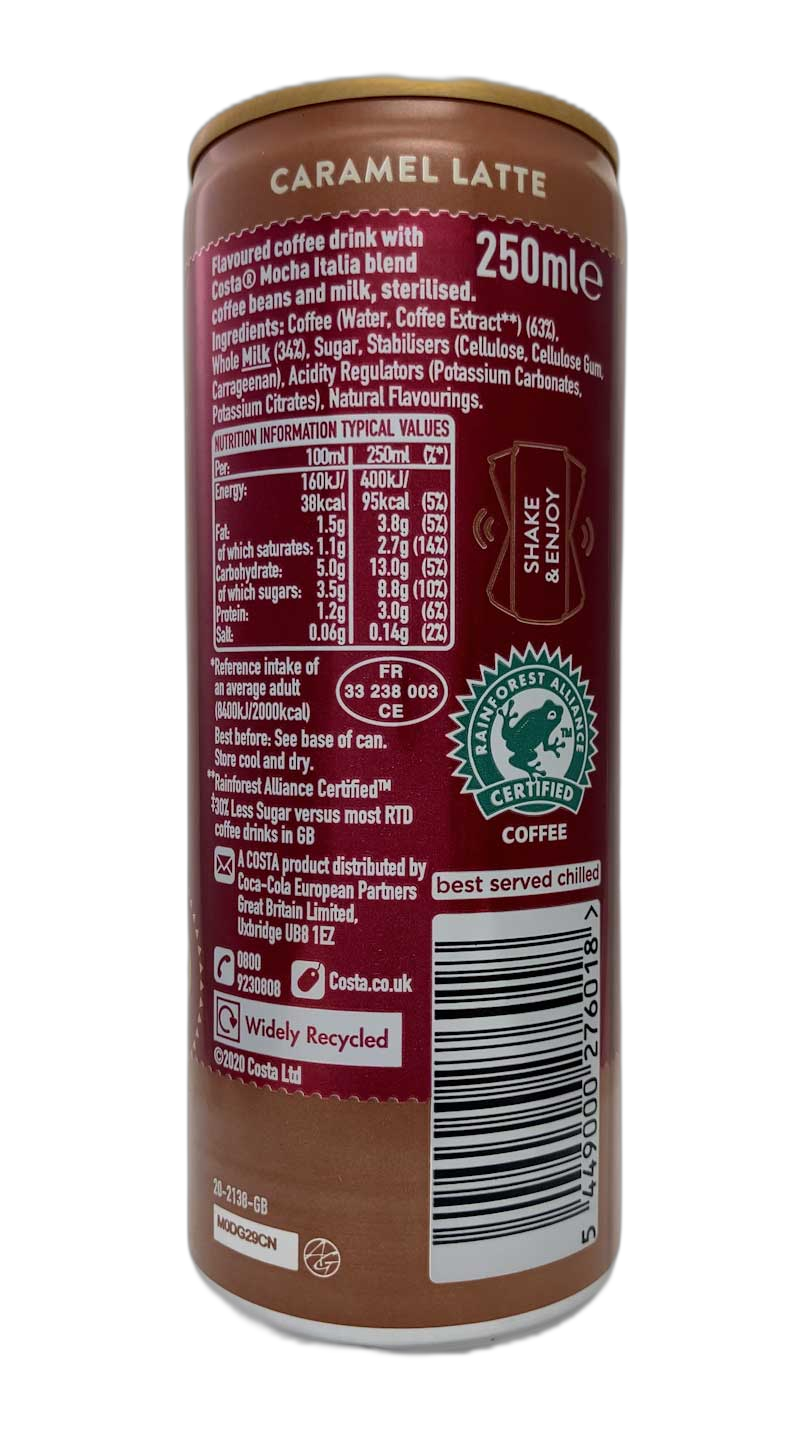 CARAMEL LATTE
Flavoured coffee drink with
Costa® Mocha Italia blend
coffee beans and milk, sterilised.
250ml℮
Ingredients: Coffee (Water, Coffee Extract**) (63%),
Whole Milk (34%), Sugar, Stabilisers (Cellulose, Cellulose Gum,
Carrageenan), Acidity Regulators (Potassium Carbonates,
Potassium Citrates), Natural Flavourings.
NUTRITION INFORMATION TYPICAL VALUES
Per: 100ml 250ml (%*)
Energy: 160kJ/ 400kJ/
38kcal 95kcal (5%)
Fat: 1.5g 3.8g (5%)
of which saturates: 1.1g 2.7g (14%)
Carbohydrate: 5.0g 13.0g (5%)
of which sugars: 3.5g 8.8g (10%)
Protein: 1.2g 3.0g (6%)
Salt: 0.06g 0.14g (2%)
SHAKE
& ENJOY
*Reference intake of
an average adult
(8400kJ/2000kcal)
FR
33 238 003
CE
Best before: See base of can.
Store cool and dry.
**Rainforest Alliance Certified™
‡30% Less Sugar versus most RTD
coffee drinks in GB
RAINFOREST ALLIANCE
TM
CERTIFIED
COFFEE
A COSTA product distributed by
Coca-Cola European Partners
Great Britain Limited,
Uxbridge UB8 1EZ
best served chilled
0800
9230808
Costa.co.uk
Widely Recycled
©2020 Costa Ltd
5 449000 276018 >
20-2138-GB
M0DG29CN
AG